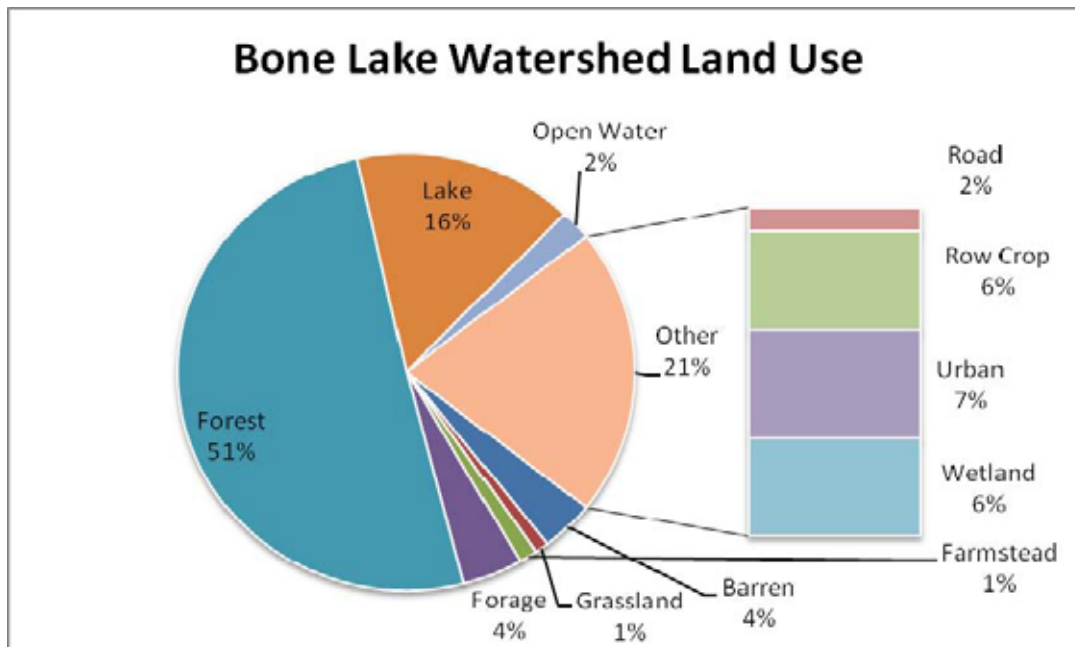 Bone Lake Watershed Land Use
Open Water
2%
Lake
16%
Road
2%
Row Crop
6%
Other
21%
Urban
7%
Forest
51%
Wetland
6%
Farmstead
1%
Barren
4%
Grassland
1%
Forage
4%